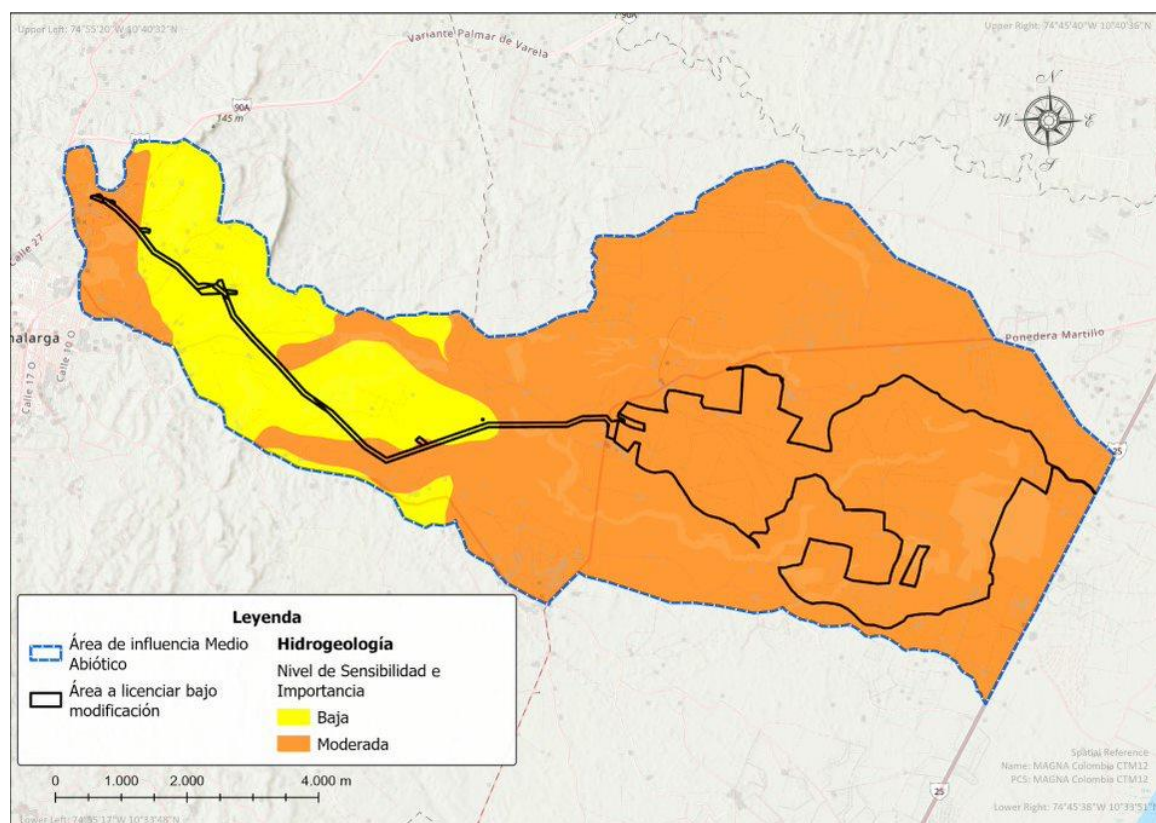 Upper Left: 74°55'20"W 10°40'32"N
90A
Upper Right: 74°45'40"W 10°40'36"N
Variante Palmar de Varela
N
W
E
S
90A
145 m
Calle 27
nalarga
Calle 17 O
Calle 10 O
Ponedera Martillo
25
Leyenda
Área de influencia Medio
Abiótico
Área a licenciar bajo
modificación
Hidrogeología
Nivel de Sensibilidad e
Importancia
Baja
Moderada
0 1.000 2.000 4.000 m
Spatial Reference
Name: MAGNA Colombia CTM12
PCS: MAGNA Colombia CTM12
25
Lower Left: 74°55'17"W 10°33'48"N
Lower Right: 74°45'38"W 10°33'51"N